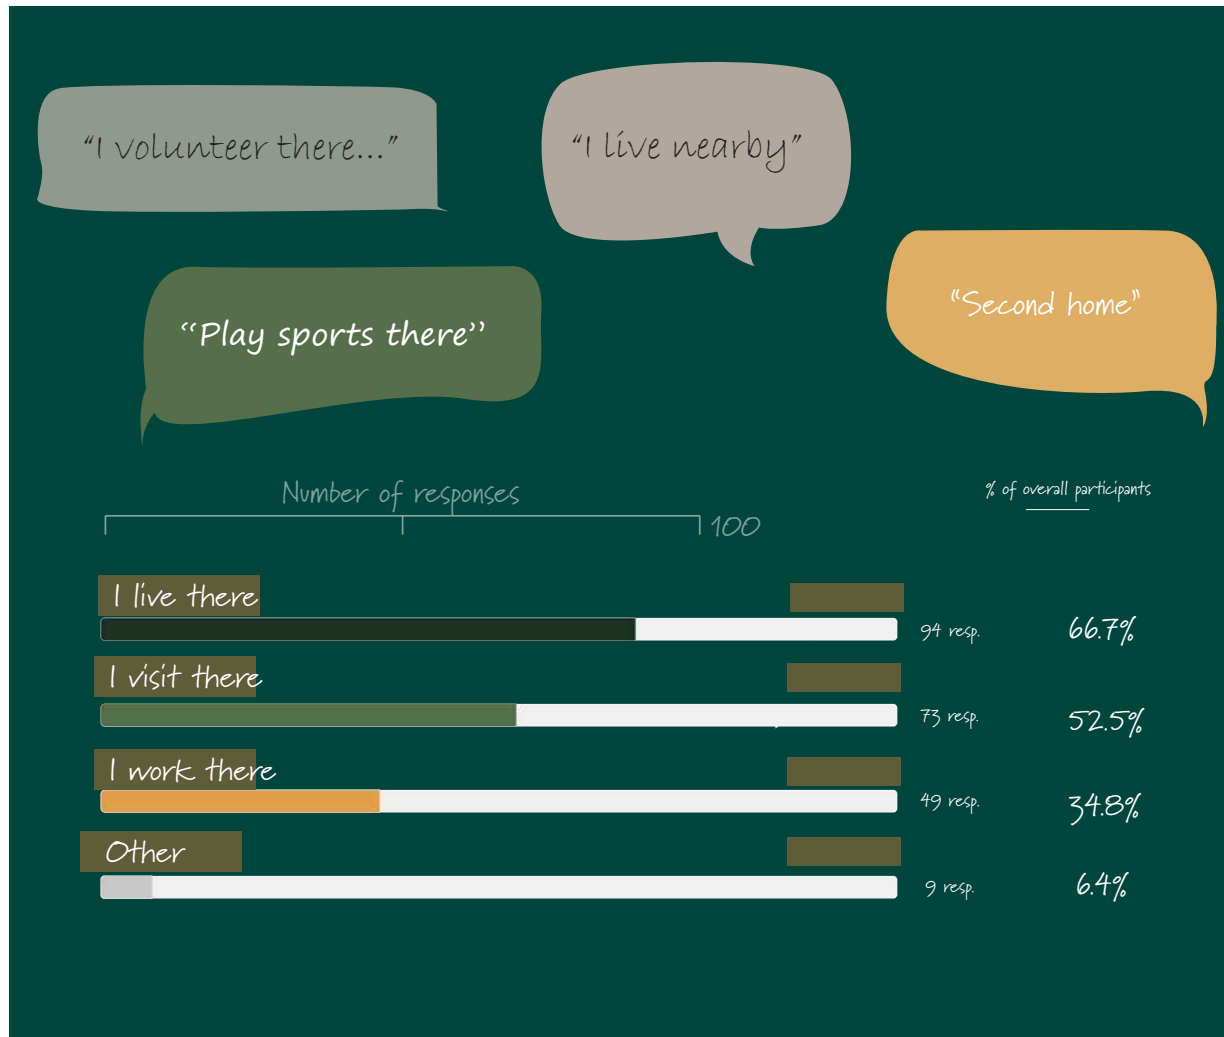 “I volunteer there...”
“I live nearby”
“Second home”
“Play sports there”
Number of responses
100
% of overall participants
I live there
94 resp.
66.7%
I visit there
73 resp.
52.5%
I work there
49 resp.
34.8%
Other
9 resp.
6.4%